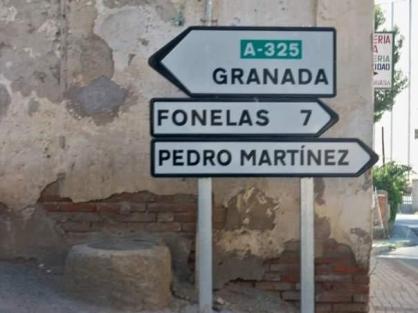 A-325
GRANADA
FONELAS 7
PEDRO MARTÍNEZ